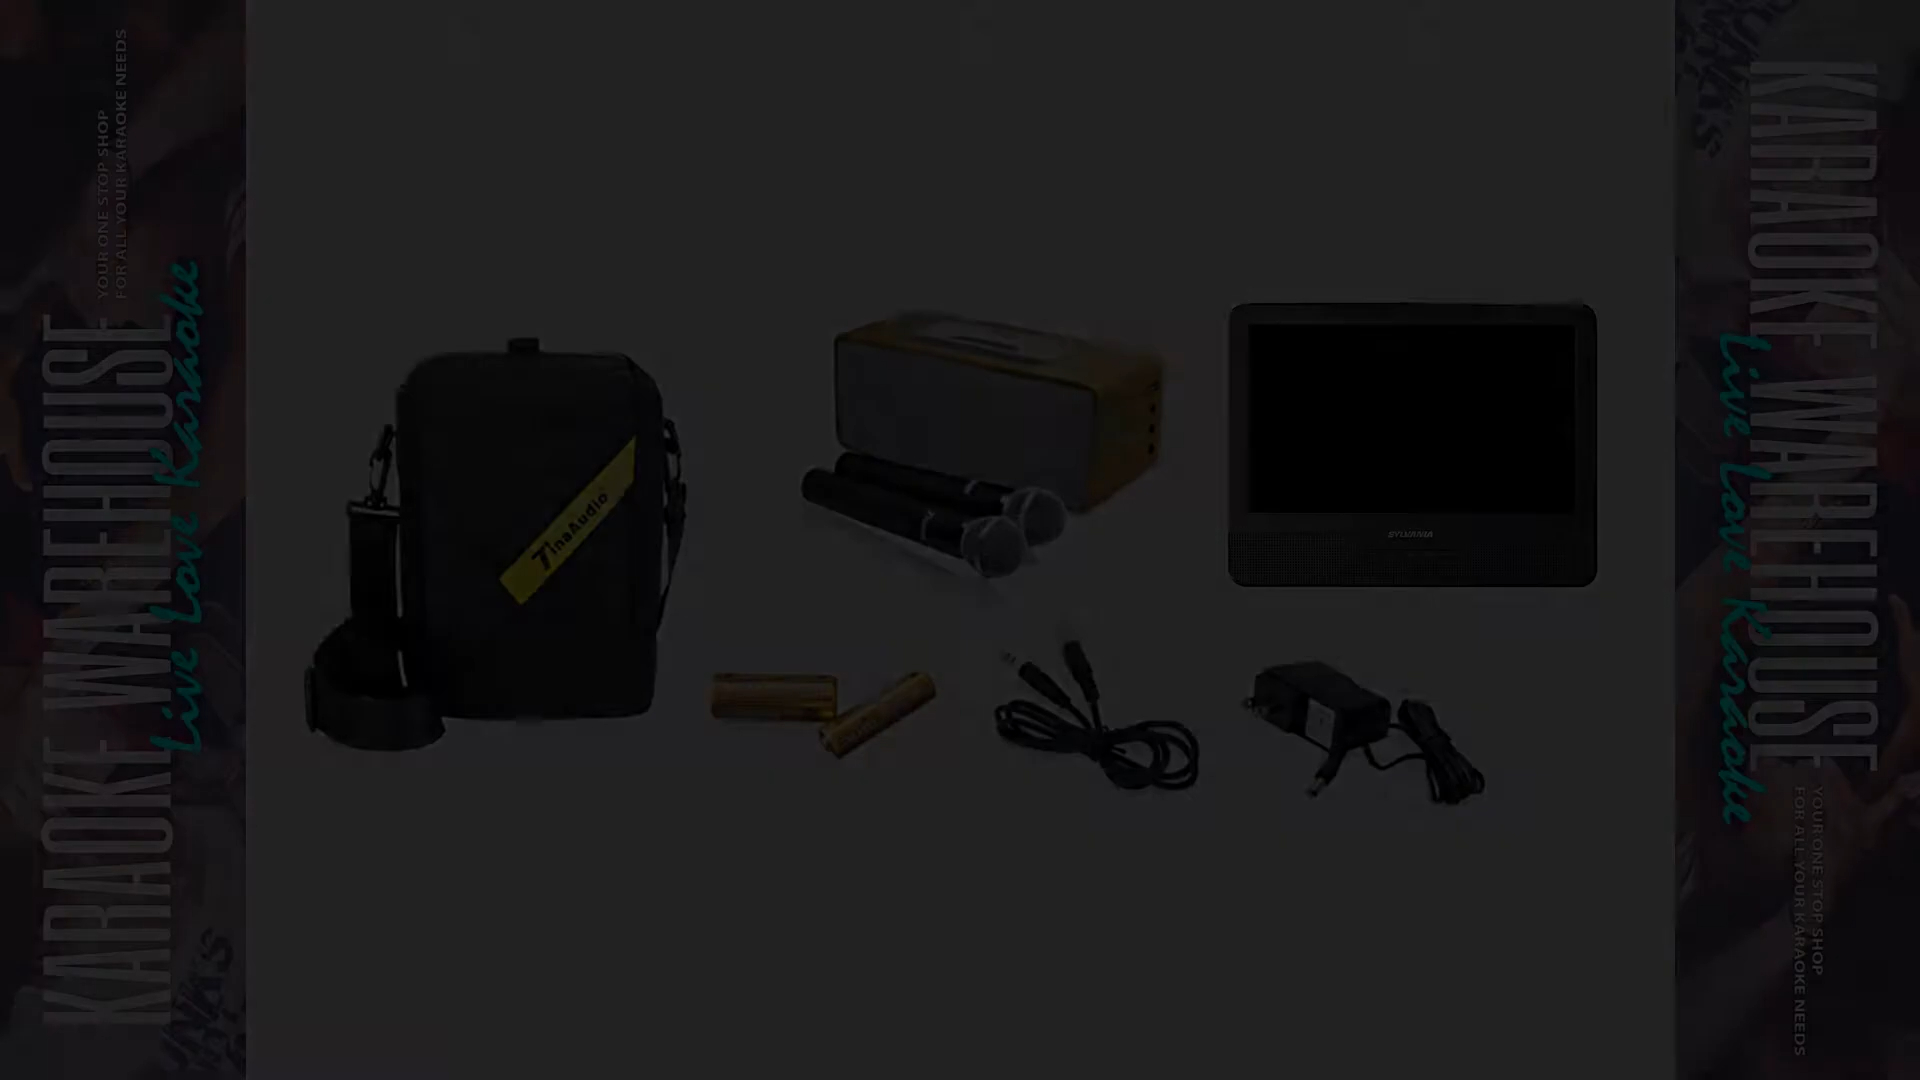 YOUR ONE STOP SHOP
FOR ALL YOUR KARAOKE NEEDS
KARAOKE WAREHOUSE
Live Love Karaoke
TinaAudio
SYLVANIA
KARAOKE WAREHOUSE
Live Love Karaoke
YOUR ONE STOP SHOP
FOR ALL YOUR KARAOKE NEEDS